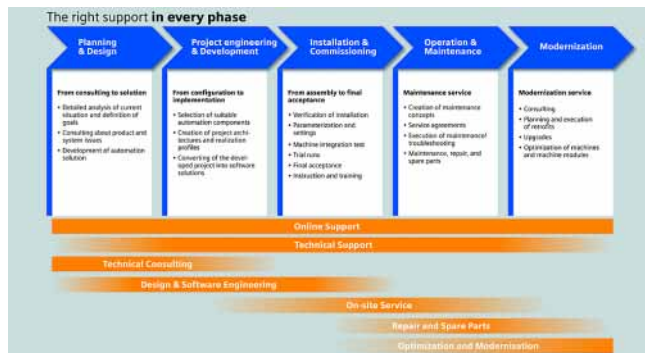 The right support in every phase
Planning
& Design
Project engineering
& Development
Installation &
Commissioning
Operation &
Maintenance
Modernization
From consulting to solution
• Detailed analysis of current
situation and definition of
goals
• Consulting about product and
system issues
• Development of automation
solution
From configuration to
implementation
• Selection of suitable
automation components
• Creation of project archi-
tectures and realization
profiles
• Converting of the devel-
oped project into software
solutions
From assembly to final
acceptance
• Verification of installation
• Parameterization and
settings
• Machine integration test
• Trial runs
• Final acceptance
• Instruction and training
Maintenance service
• Creation of maintenance
concepts
• Service agreements
• Execution of maintenance/
troubleshooting
• Maintenance, repair, and
spare parts
Modernization service
• Consulting
• Planning and execution
of retrofits
• Upgrades
• Optimization of machines
and machine modules
Online Support
Technical Support
Technical Consulting
Design & Software Engineering
On-site Service
Repair and Spare Parts
Optimization and Modernisation